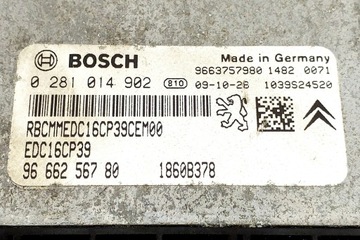 BOSCH
Made in Germany
9663757980 1482 0071
0 281 014 902 810 09-10-26 1039S24520
RBCMMEDC16CP39CEM00
EDC16CP39
96 662 567 80 1860B378